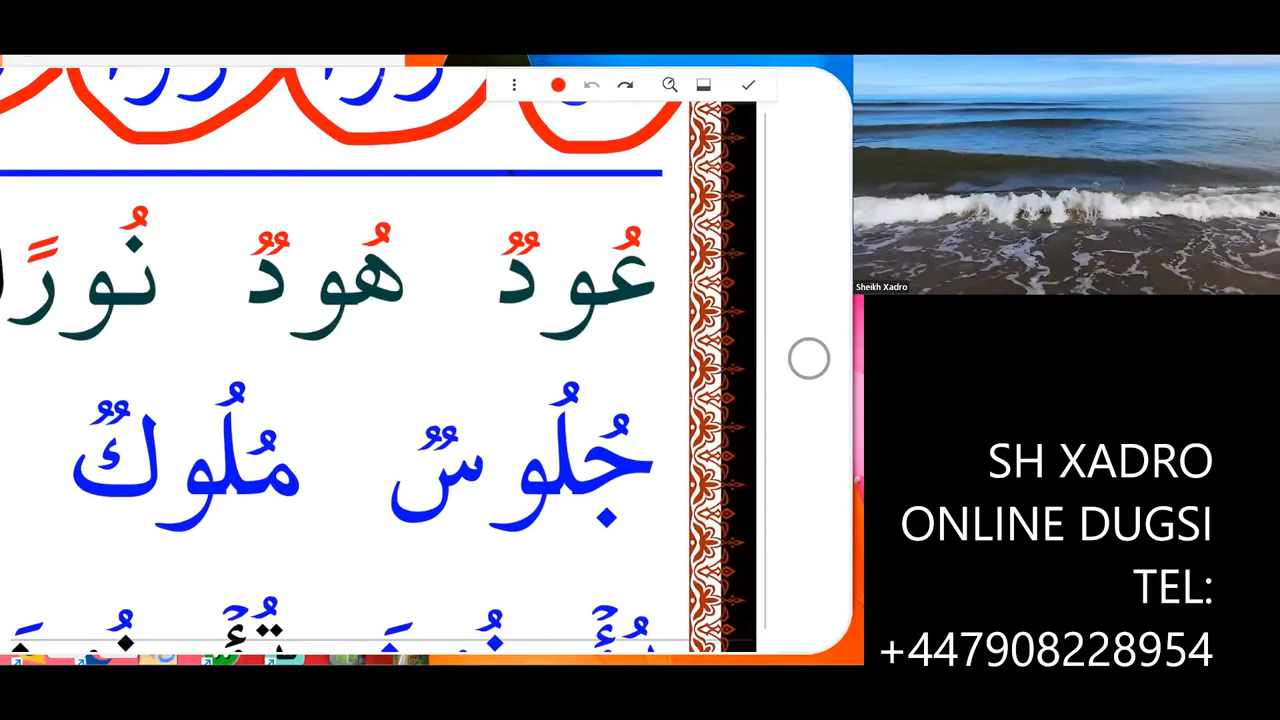 عُودٌ هُودٌ نُورًا
جُلُوسٌ مُلُوكٌ
Sheikh Xadro
SH XADRO
ONLINE DUGSI
TEL:
+447908228954